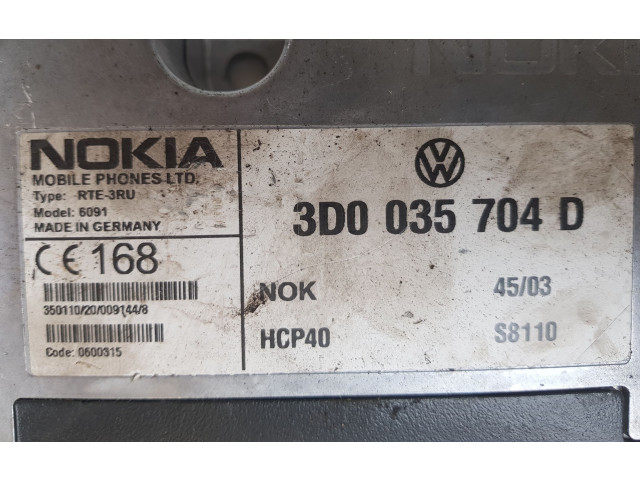 NOKIA
MOBILE PHONES LTD.
Type: RTE-3RU
Model: 6091
MADE IN GERMANY
CE 168
350110/20/009144/8
Code: 0600315
VW
3D0 035 704 D
NOK 45/03
HCP40 S8110